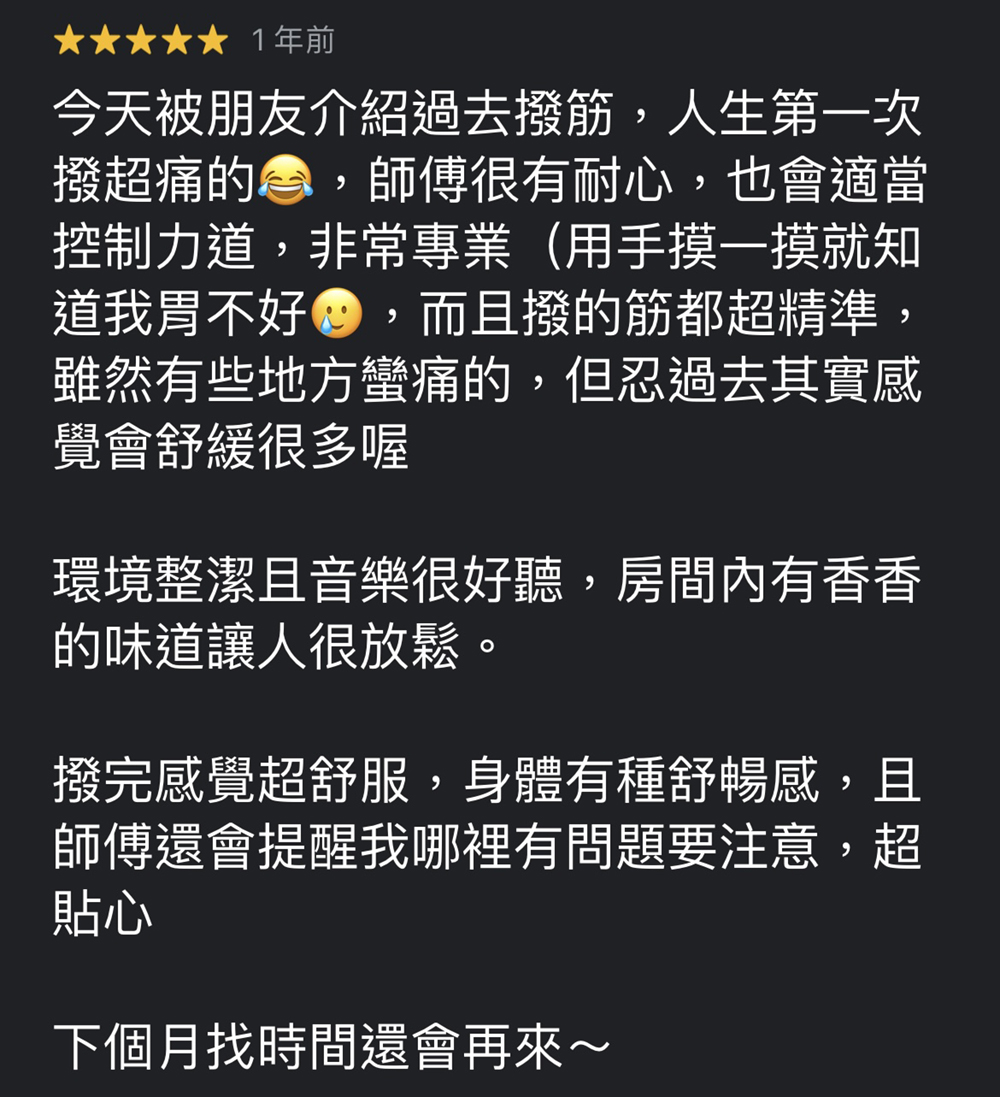 ★★★★★ 1 年前
今天被朋友介紹過去撥筋，人生第一次
撥超痛的😂，師傅很有耐心，也會適當
控制力道，非常專業（用手摸一摸就知
道我胃不好🥲，而且撥的筋都超精準，
雖然有些地方蠻痛的，但忍過去其實感
覺會舒緩很多喔
環境整潔且音樂很好聽，房間內有香香
的味道讓人很放鬆。
撥完感覺超舒服，身體有種舒暢感，且
師傅還會提醒我哪裡有問題要注意，超
貼心
下個月找時間還會再來～